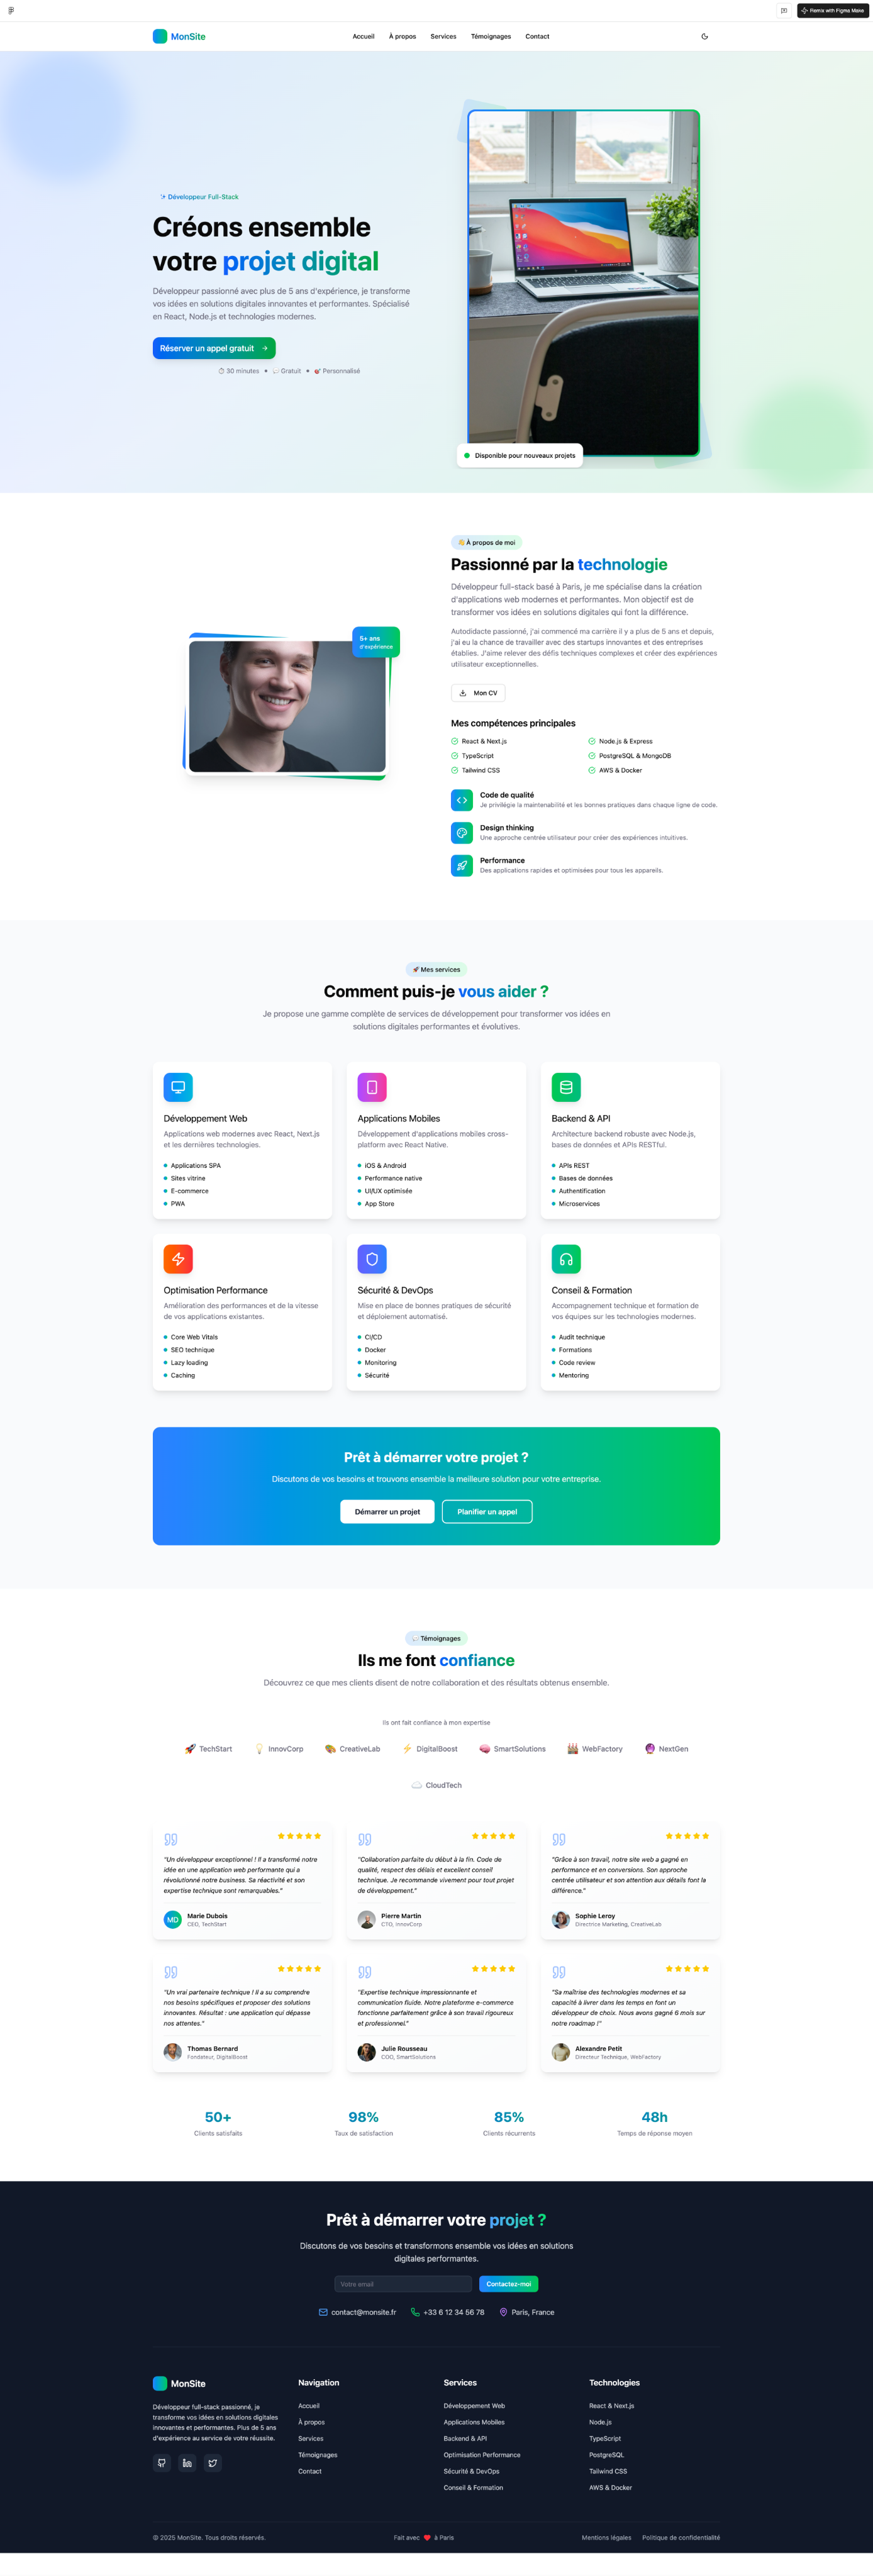 Remix with Figma Make
MonSite
Accueil
À propos
Services
Témoignages
Contact
Développeur Full-Stack
Créons ensemble
votre projet digital
Développeur passionné avec plus de 5 ans d'expérience, je transforme
vos idées en solutions digitales innovantes et performantes. Spécialisé
en React, Node.js et technologies modernes.
Réserver un appel gratuit →
⏱ 30 minutes • 💬 Gratuit • 🎯 Personnalisé
Disponible pour nouveaux projets
👋 À propos de moi
Passionné par la technologie
Développeur full-stack basé à Paris, je me spécialise dans la création
d'applications web modernes et performantes. Mon objectif est de
transformer vos idées en solutions digitales qui font la différence.
Autodidacte passionné, j'ai commencé ma carrière il y a plus de 5 ans et depuis,
j'ai eu la chance de travailler avec des startups innovantes et des entreprises
établies. J'aime relever des défis techniques complexes et créer des expériences
utilisateur exceptionnelles.
5+ ans
d'expérience
Mon CV
Mes compétences principales
React & Next.js
Node.js & Express
TypeScript
PostgreSQL & MongoDB
Tailwind CSS
AWS & Docker
Code de qualité
Je privilégie la maintenabilité et les bonnes pratiques dans chaque ligne de code.
Design thinking
Une approche centrée utilisateur pour créer des expériences intuitives.
Performance
Des applications rapides et optimisées pour tous les appareils.
🚀 Mes services
Comment puis-je vous aider ?
Je propose une gamme complète de services de développement pour transformer vos idées en
solutions digitales performantes et évolutives.
Développement Web
Applications web modernes avec React, Next.js
et les dernières technologies.
Applications SPA
Sites vitrine
E-commerce
PWA
Applications Mobiles
Développement d'applications mobiles cross-
platform avec React Native.
iOS & Android
Performance native
UI/UX optimisée
App Store
Backend & API
Architecture backend robuste avec Node.js,
bases de données et APIs RESTful.
APIs REST
Bases de données
Authentification
Microservices
Optimisation Performance
Amélioration des performances et de la vitesse
de vos applications existantes.
Core Web Vitals
SEO technique
Lazy loading
Caching
Sécurité & DevOps
Mise en place de bonnes pratiques de sécurité
et déploiement automatisé.
CI/CD
Docker
Monitoring
Sécurité
Conseil & Formation
Accompagnement technique et formation de
vos équipes sur les technologies modernes.
Audit technique
Formations
Code review
Mentoring
Prêt à démarrer votre projet ?
Discutons de vos besoins et trouvons ensemble la meilleure solution pour votre entreprise.
Démarrer un projet
Planifier un appel
💬 Témoignages
Ils me font confiance
Découvrez ce que mes clients disent de notre collaboration et des résultats obtenus ensemble.
Ils ont fait confiance à mon expertise
🚀 TechStart
💡 InnovCorp
🎨 CreativeLab
⚡ DigitalBoost
🧠 SmartSolutions
🏭 WebFactory
🔮 NextGen
☁️ CloudTech
"Un développeur exceptionnel ! Il a transformé notre
idée en une application web performante qui a
révolutionné notre business. Sa réactivité et son
expertise technique sont remarquables."
MD
Marie Dubois
CEO, TechStart
"Collaboration parfaite du début à la fin. Code de
qualité, respect des délais et excellent conseil
technique. Je recommande vivement pour tout projet
de développement."
Pierre Martin
CTO, InnovCorp
"Grâce à son travail, notre site web a gagné en
performance et en conversions. Son approche
centrée utilisateur et son attention aux détails font la
différence."
Sophie Leroy
Directrice Marketing, CreativeLab
"Un vrai partenaire technique ! Il a su comprendre
nos besoins spécifiques et proposer des solutions
innovantes. Résultat : une application qui dépasse
nos attentes."
Thomas Bernard
Fondateur, DigitalBoost
"Expertise technique impressionnante et
communication fluide. Notre plateforme e-commerce
fonctionne parfaitement grâce à son travail rigoureux
et professionnel."
Julie Rousseau
COO, SmartSolutions
"Sa maîtrise des technologies modernes et sa
capacité à livrer dans les temps en font un
développeur de choix. Nous avons gagné 6 mois sur
notre roadmap !"
Alexandre Petit
Directeur Technique, WebFactory
50+
Clients satisfaits
98%
Taux de satisfaction
85%
Clients récurrents
48h
Temps de réponse moyen
Prêt à démarrer votre projet ?
Discutons de vos besoins et transformons ensemble vos idées en solutions
digitales performantes.
Votre email
Contactez-moi
contact@monsite.fr
+33 6 12 34 56 78
Paris, France
MonSite
Développeur full-stack passionné, je
transforme vos idées en solutions digitales
innovantes et performantes. Plus de 5 ans
d'expérience au service de votre réussite.
Navigation
Accueil
À propos
Services
Témoignages
Contact
Services
Développement Web
Applications Mobiles
Backend & API
Optimisation Performance
Sécurité & DevOps
Conseil & Formation
Technologies
React & Next.js
Node.js
TypeScript
PostgreSQL
Tailwind CSS
AWS & Docker
© 2025 MonSite. Tous droits réservés.
Fait avec ❤️ à Paris
Mentions légales
Politique de confidentialité